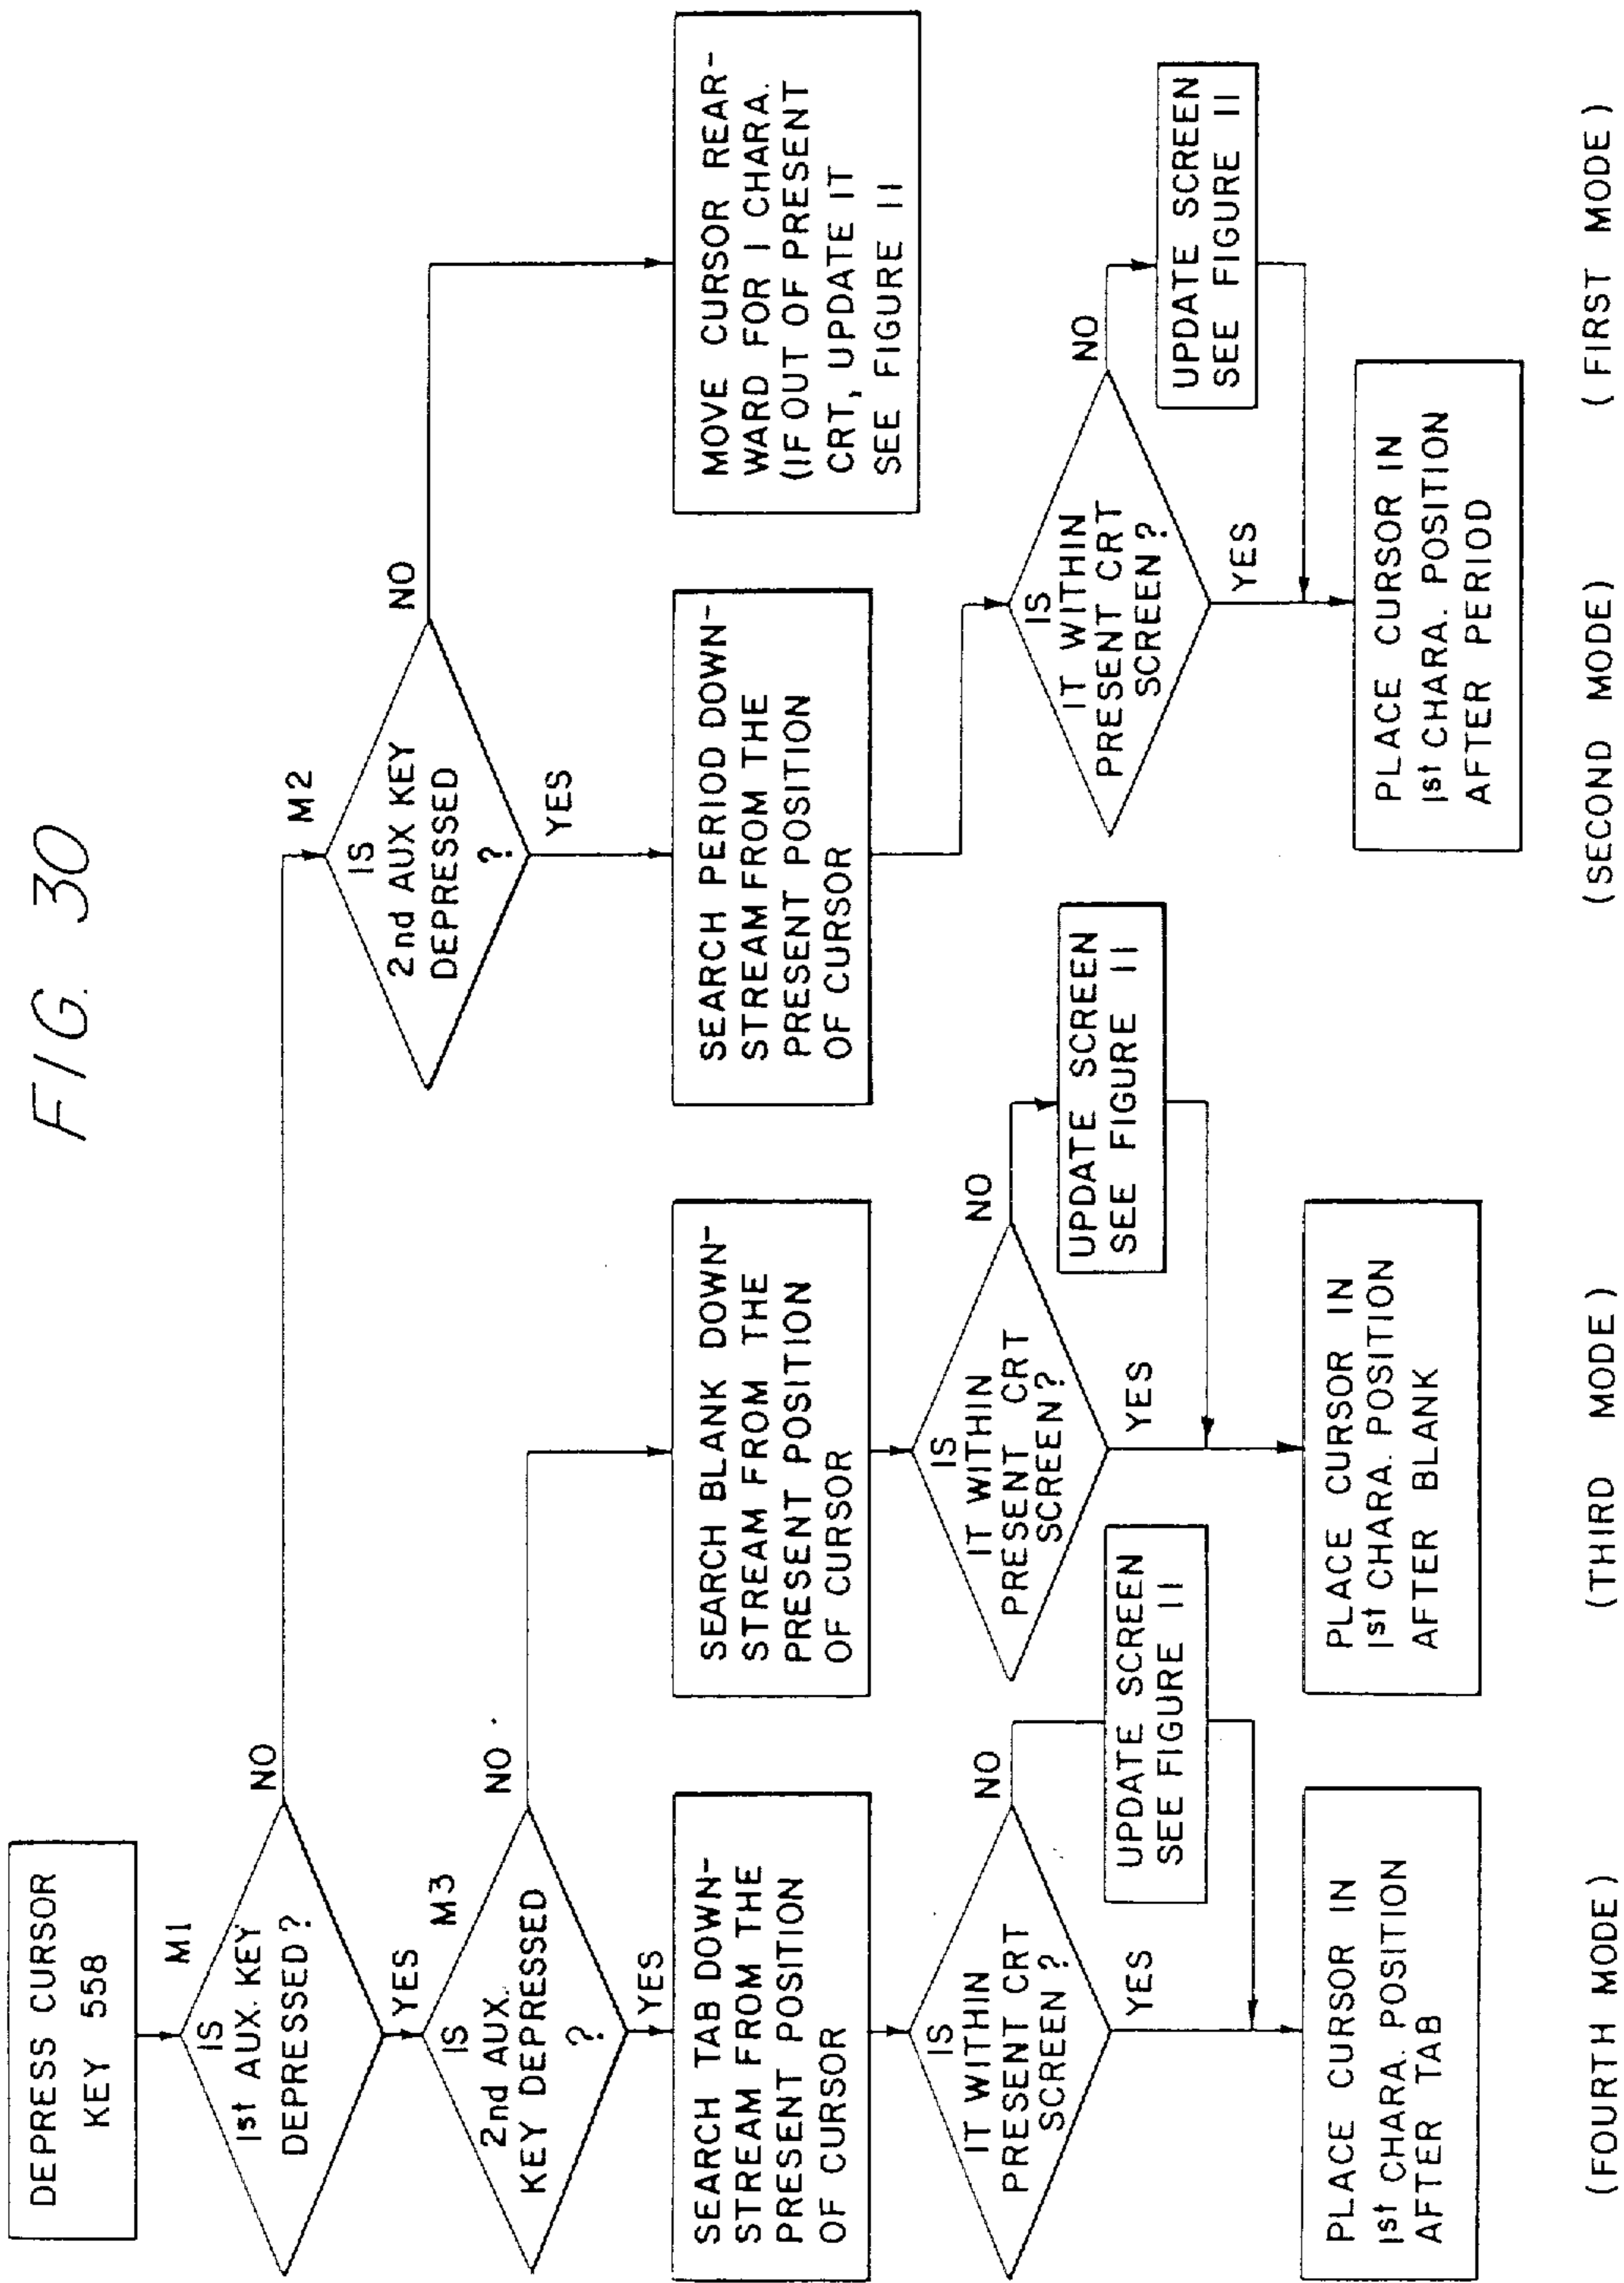 FIG. 30
DEPRESS CURSOR
KEY 558
M1
IS
1st AUX. KEY
DEPRESSED?
NO
YES
M2
IS
2nd AUX KEY
DEPRESSED
?
NO
YES
M3
IS
2nd AUX.
KEY DEPRESSED
?
NO
YES
SEARCH TAB DOWN-
STREAM FROM THE
PRESENT POSITION
OF CURSOR
SEARCH BLANK DOWN-
STREAM FROM THE
PRESENT POSITION
OF CURSOR
SEARCH PERIOD DOWN-
STREAM FROM THE
PRESENT POSITION
OF CURSOR
MOVE CURSOR REAR-
WARD FOR 1 CHARA.
(IF OUT OF PRESENT
CRT, UPDATE IT
SEE FIGURE 11
IS
IT WITHIN
PRESENT CRT
SCREEN?
NO
YES
UPDATE SCREEN
SEE FIGURE 11
IS
IT WITHIN
PRESENT CRT
SCREEN?
NO
YES
UPDATE SCREEN
SEE FIGURE 11
IS
IT WITHIN
PRESENT CRT
SCREEN?
NO
YES
UPDATE SCREEN
SEE FIGURE 11
PLACE CURSOR IN
1st CHARA. POSITION
AFTER TAB
PLACE CURSOR IN
1st CHARA. POSITION
AFTER BLANK
PLACE CURSOR IN
1st CHARA. POSITION
AFTER PERIOD
(FOURTH MODE)
(THIRD MODE)
(SECOND MODE)
(FIRST MODE)